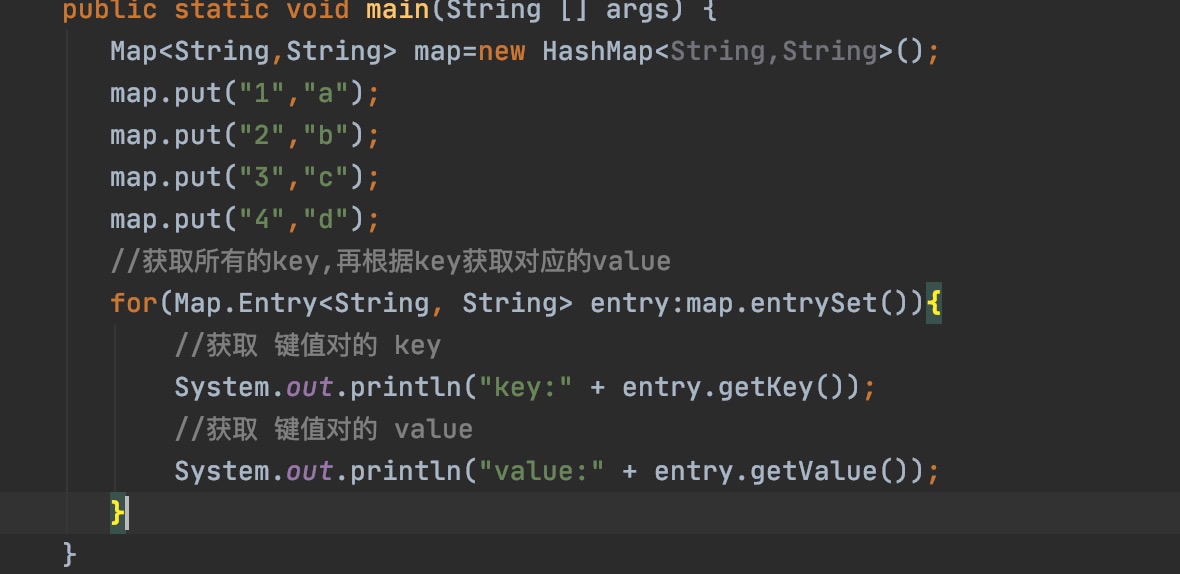 public static void main(String [] args) {
Map<String,String> map=new HashMap<String,String>();
map.put("1","a");
map.put("2","b");
map.put("3","c");
map.put("4","d");
//获取所有的key,再根据key获取对应的value
for(Map.Entry<String, String> entry:map.entrySet()){
//获取 键值对的 key
System.out.println("key:" + entry.getKey());
//获取 键值对的 value
System.out.println("value:" + entry.getValue());
}
}